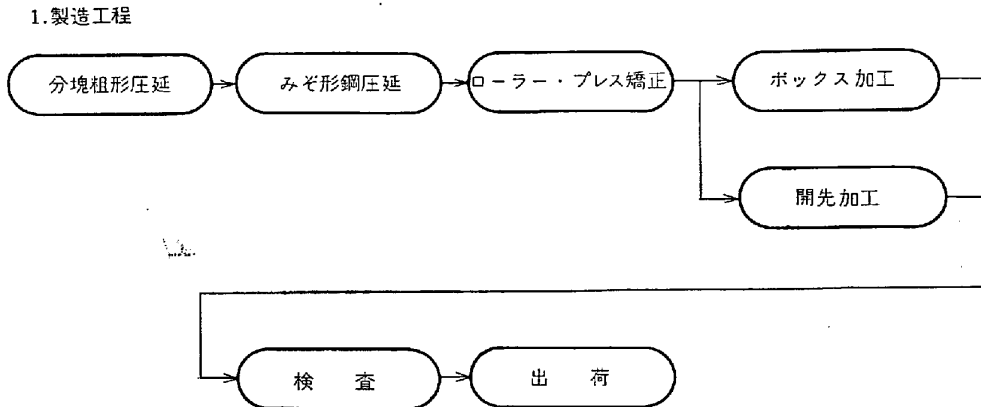 1.製造工程
分塊粗形圧延
みぞ形鋼圧延
ローラー・プレス矯正
ボックス加工
開先加工
検 査
出 荷